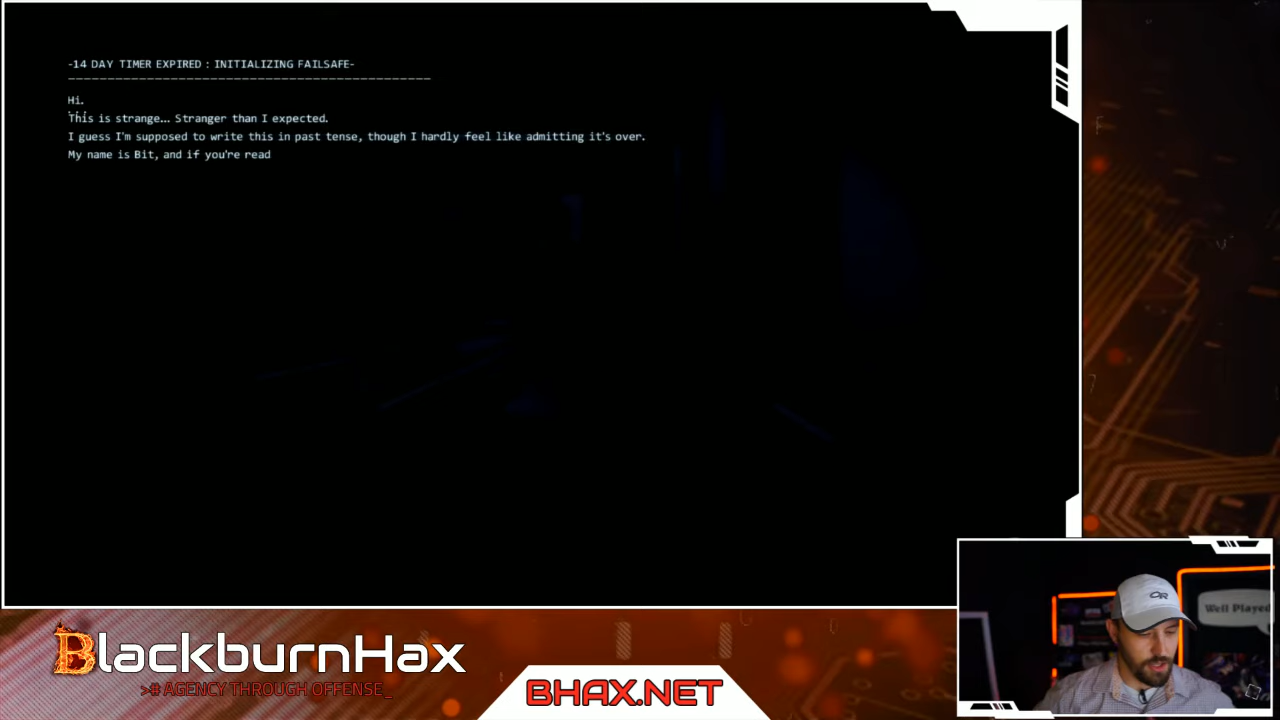 -14 DAY TIMER EXPIRED : INITIALIZING FAILSAFE-
Hi.
...
This is strange... Stranger than I expected.
I guess I'm supposed to write this in past tense, though I hardly feel like admitting it's over.
My name is Bit, and if you're read
BlackburnHax
># AGENCY THROUGH OFFENSE_
BHAX.NET
Well Played